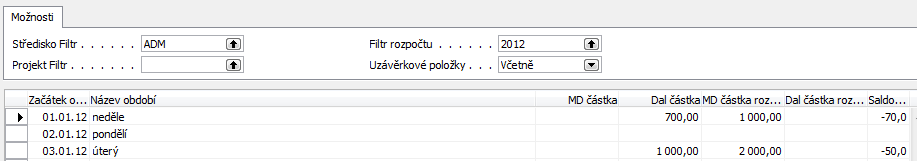 Možnosti
Středisko Filtr . . . . . . ADM Filtr rozpočtu . . . . . . 2012
Projekt Filtr . . . . . . . Uzávěrkové položky . . . Včetně
Začátek o... Název období MD částka Dal částka MD částka roz... Dal částka roz... Saldo...
01.01.12 neděle 700,00 1 000,00 -70,0
02.01.12 pondělí
03.01.12 úterý 1 000,00 2 000,00 -50,0